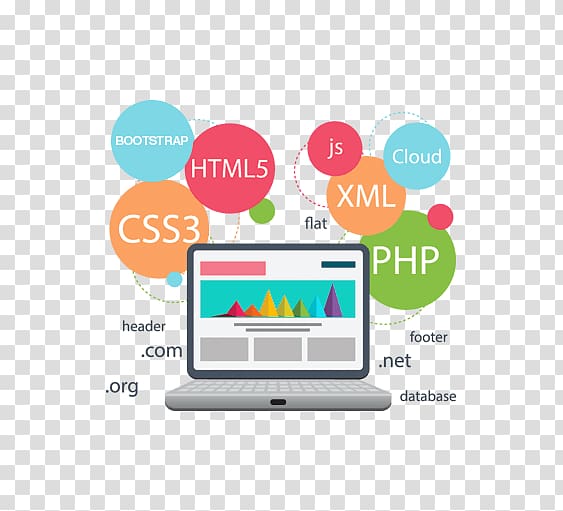 BOOTSTRAP
HTML5
js
Cloud
XML
CSS3
flat
PHP
header
.com
footer
.net
.org
database